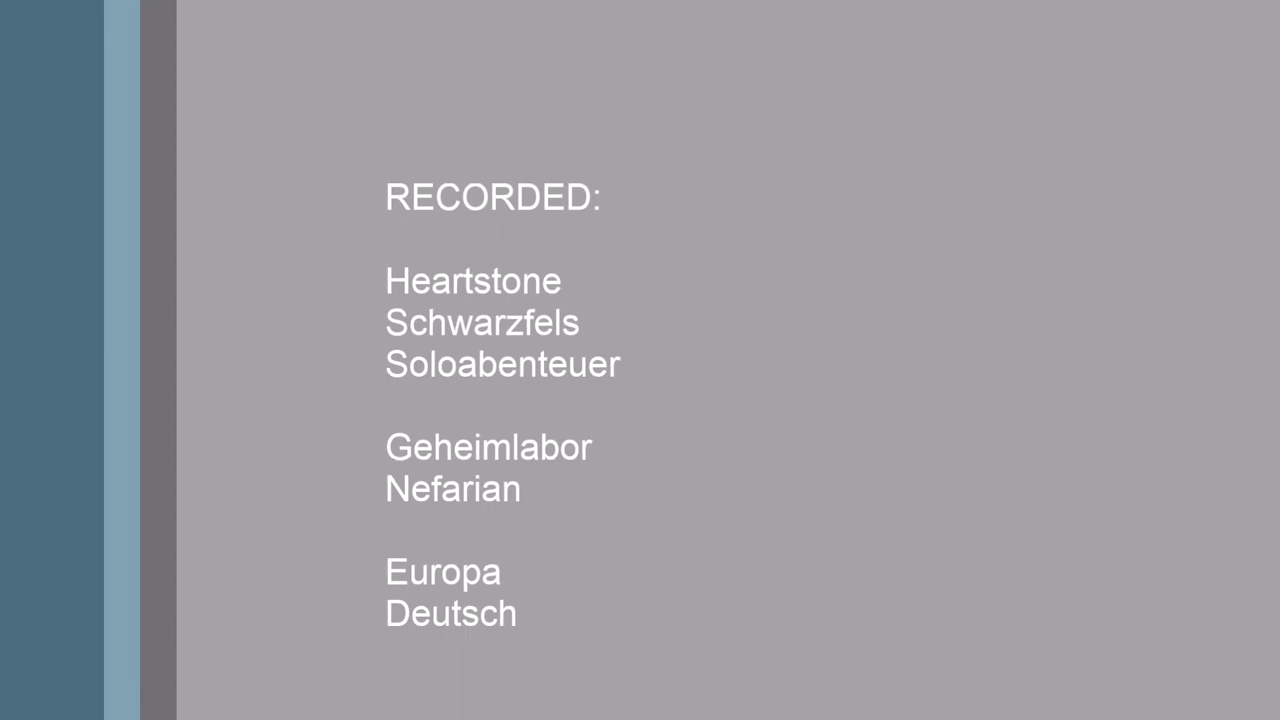 RECORDED:
Heartstone
Schwarzfels
Soloabenteuer
Geheimlabor
Nefarian
Europa
Deutsch